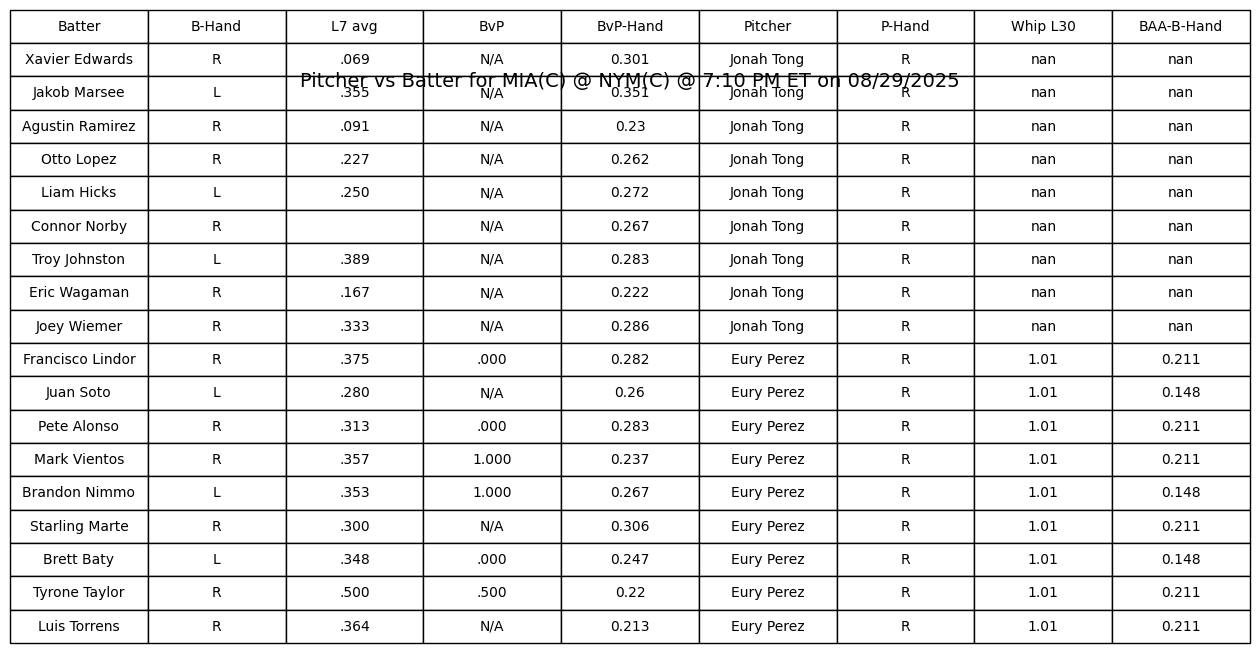 Batter B-Hand L7 avg BvP BvP-Hand Pitcher P-Hand Whip L30 BAA-B-Hand
Xavier Edwards R .069 N/A 0.301 Jonah Tong R nan nan
Pitcher vs Batter for MIA(C) @ NYM(C) @ 7:10 PM ET on 08/29/2025
Jakob Marsee L .355 N/A 0.351 Jonah Tong R nan nan
Agustin Ramirez R .091 N/A 0.23 Jonah Tong R nan nan
Otto Lopez R .227 N/A 0.262 Jonah Tong R nan nan
Liam Hicks L .250 N/A 0.272 Jonah Tong R nan nan
Connor Norby R N/A 0.267 Jonah Tong R nan nan
Troy Johnston L .389 N/A 0.283 Jonah Tong R nan nan
Eric Wagaman R .167 N/A 0.222 Jonah Tong R nan nan
Joey Wiemer R .333 N/A 0.286 Jonah Tong R nan nan
Francisco Lindor R .375 .000 0.282 Eury Perez R 1.01 0.211
Juan Soto L .280 N/A 0.26 Eury Perez R 1.01 0.148
Pete Alonso R .313 .000 0.283 Eury Perez R 1.01 0.211
Mark Vientos R .357 1.000 0.237 Eury Perez R 1.01 0.211
Brandon Nimmo L .353 1.000 0.267 Eury Perez R 1.01 0.148
Starling Marte R .300 N/A 0.306 Eury Perez R 1.01 0.211
Brett Baty L .348 .000 0.247 Eury Perez R 1.01 0.148
Tyrone Taylor R .500 .500 0.22 Eury Perez R 1.01 0.211
Luis Torrens R .364 N/A 0.213 Eury Perez R 1.01 0.211